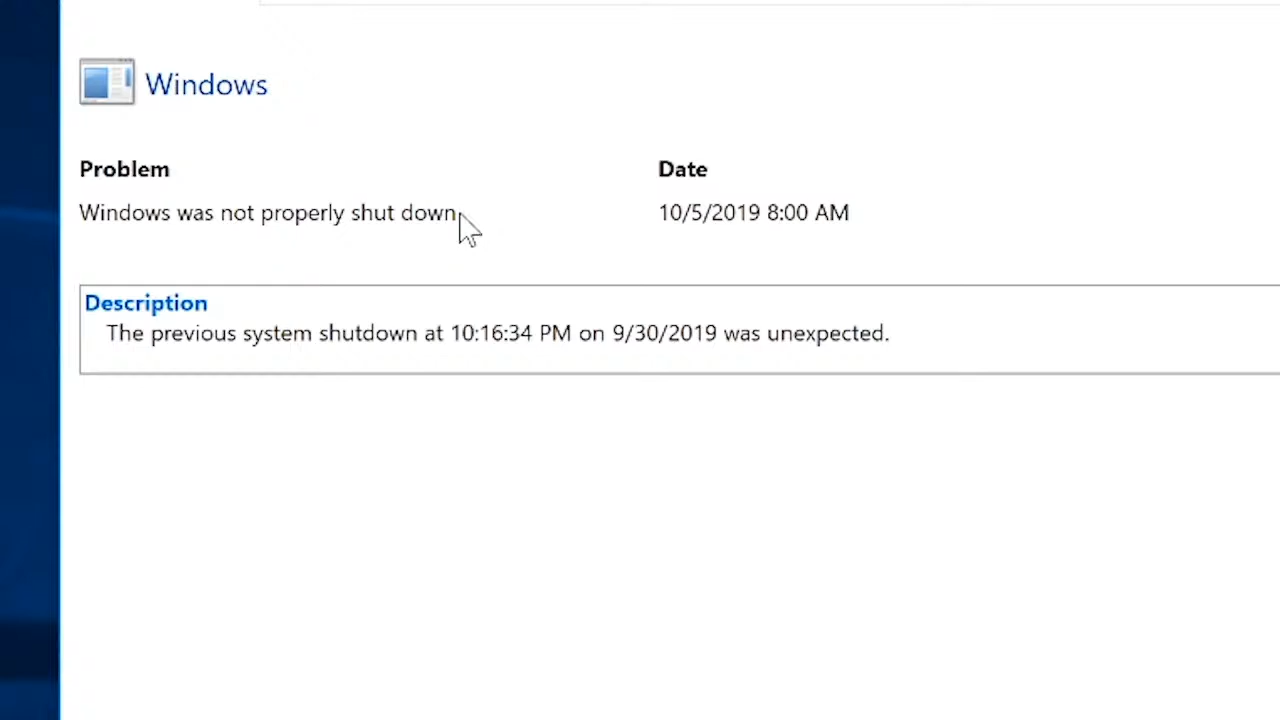 Windows
Problem
Date
Windows was not properly shut down
10/5/2019 8:00 AM
Description
The previous system shutdown at 10:16:34 PM on 9/30/2019 was unexpected.